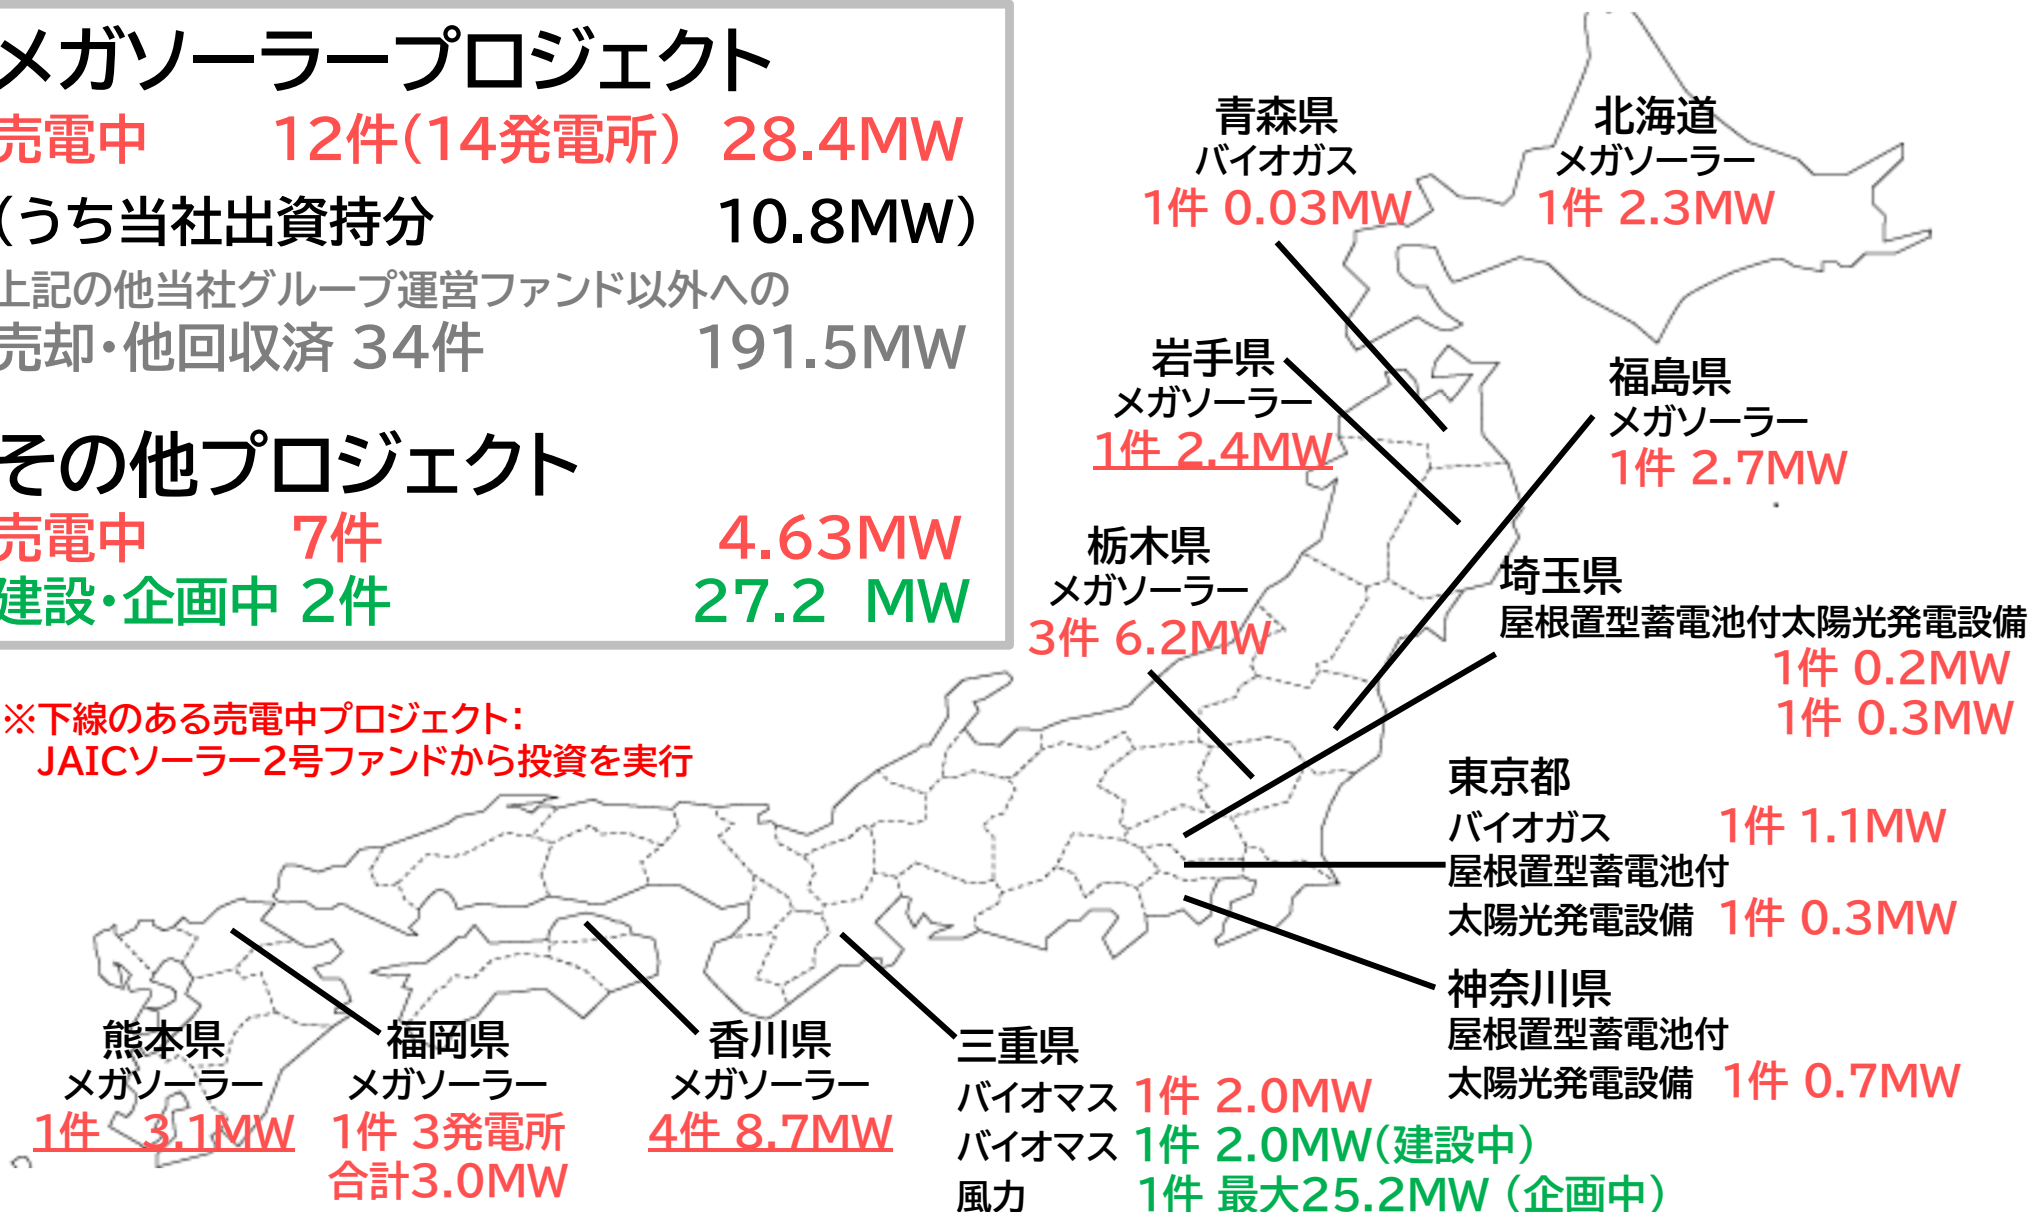 メガソーラープロジェクト
売電中 12件(14発電所) 28.4MW
(うち当社出資持分 10.8MW)
上記の他当社グループ運営ファンド以外への
売却・他回収済 34件 191.5MW
その他プロジェクト
売電中 7件 4.63MW
建設・企画中 2件 27.2 MW
※下線のある売電中プロジェクト：
JAICソーラー2号ファンドから投資を実行
青森県
バイオガス
1件 0.03MW
北海道
メガソーラー
1件 2.3MW
岩手県
メガソーラー
1件 2.4MW
福島県
メガソーラー
1件 2.7MW
栃木県
メガソーラー
3件 6.2MW
埼玉県
屋根置型蓄電池付太陽光発電設備
1件 0.2MW
1件 0.3MW
東京都
バイオガス 1件 1.1MW
屋根置型蓄電池付
太陽光発電設備 1件 0.3MW
神奈川県
屋根置型蓄電池付
太陽光発電設備 1件 0.7MW
熊本県
メガソーラー
1件 3.1MW
福岡県
メガソーラー
1件 3発電所
合計3.0MW
香川県
メガソーラー
4件 8.7MW
三重県
バイオマス 1件 2.0MW
バイオマス 1件 2.0MW(建設中)
風力 1件 最大25.2MW (企画中)